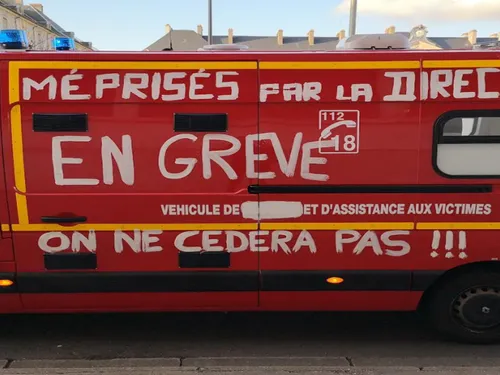 MÉPRISÉS PAR LA DIREC
EN GREVE
112
18
VEHICULE DE ET D'ASSISTANCE AUX VICTIMES
ON NE CEDERA PAS !!!